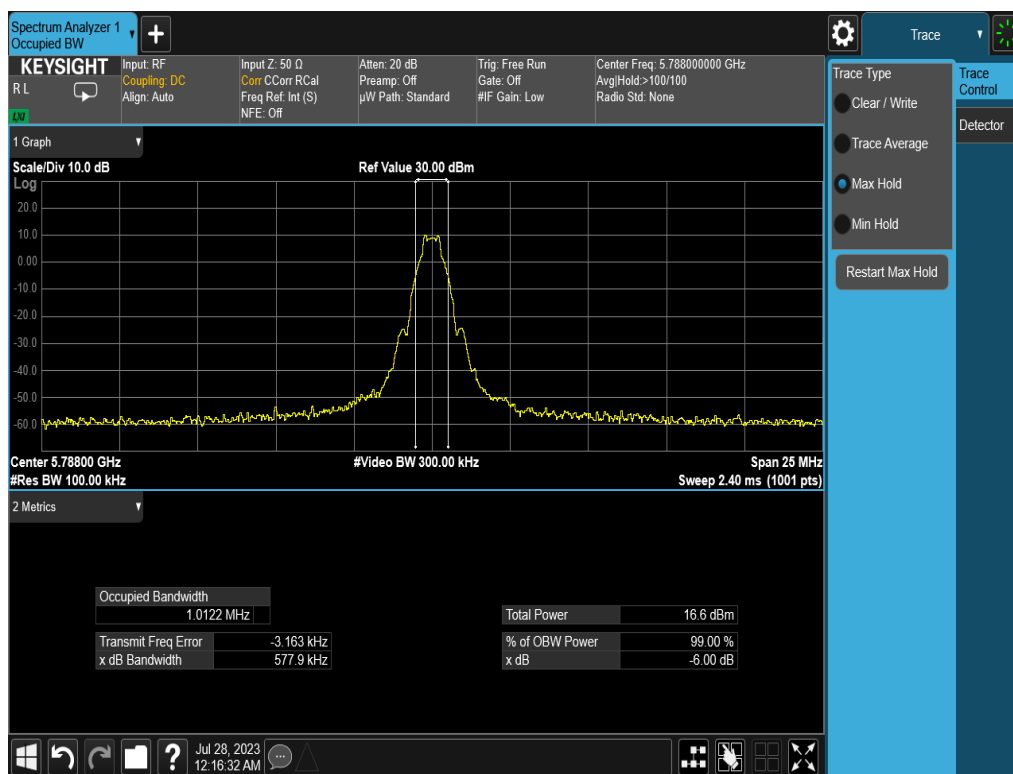 Spectrum Analyzer 1
Occupied BW
+
Trace
KEYSIGHT
R L
LXI
Input: RF
Coupling: DC
Align: Auto
Input Z: 50 Ω
Corr CCorr RCal
Freq Ref: Int (S)
NFE: Off
Atten: 20 dB
Preamp: Off
µW Path: Standard
Trig: Free Run
Gate: Off
#IF Gain: Low
Center Freq: 5.788000000 GHz
Avg|Hold:>100/100
Radio Std: None
1 Graph
Scale/Div 10.0 dB
Ref Value 30.00 dBm
Log
20.0
10.0
0.00
-10.0
-20.0
-30.0
-40.0
-50.0
-60.0
Center 5.78800 GHz
#Video BW 300.00 kHz
Span 25 MHz
#Res BW 100.00 kHz
Sweep 2.40 ms (1001 pts)
2 Metrics
Occupied Bandwidth
1.0122 MHz
Total Power 16.6 dBm
Transmit Freq Error -3.163 kHz
% of OBW Power 99.00 %
x dB Bandwidth 577.9 kHz
x dB -6.00 dB
Trace Type
Clear / Write
Trace Average
Max Hold
Min Hold
Restart Max Hold
Trace
Control
Detector
?
Jul 28, 2023
12:16:32 AM